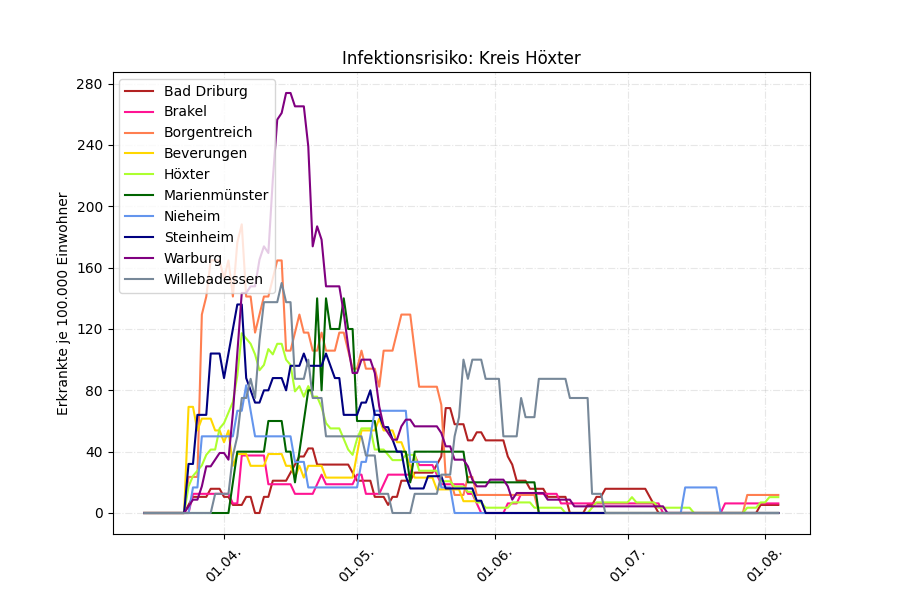 Infektionsrisiko: Kreis Höxter
Erkrankte je 100.000 Einwohner
280
240
200
160
120
80
40
0
Bad Driburg
Brakel
Borgentreich
Beverungen
Höxter
Marienmünster
Nieheim
Steinheim
Warburg
Willebadessen
01.04.
01.05.
01.06.
01.07.
01.08.